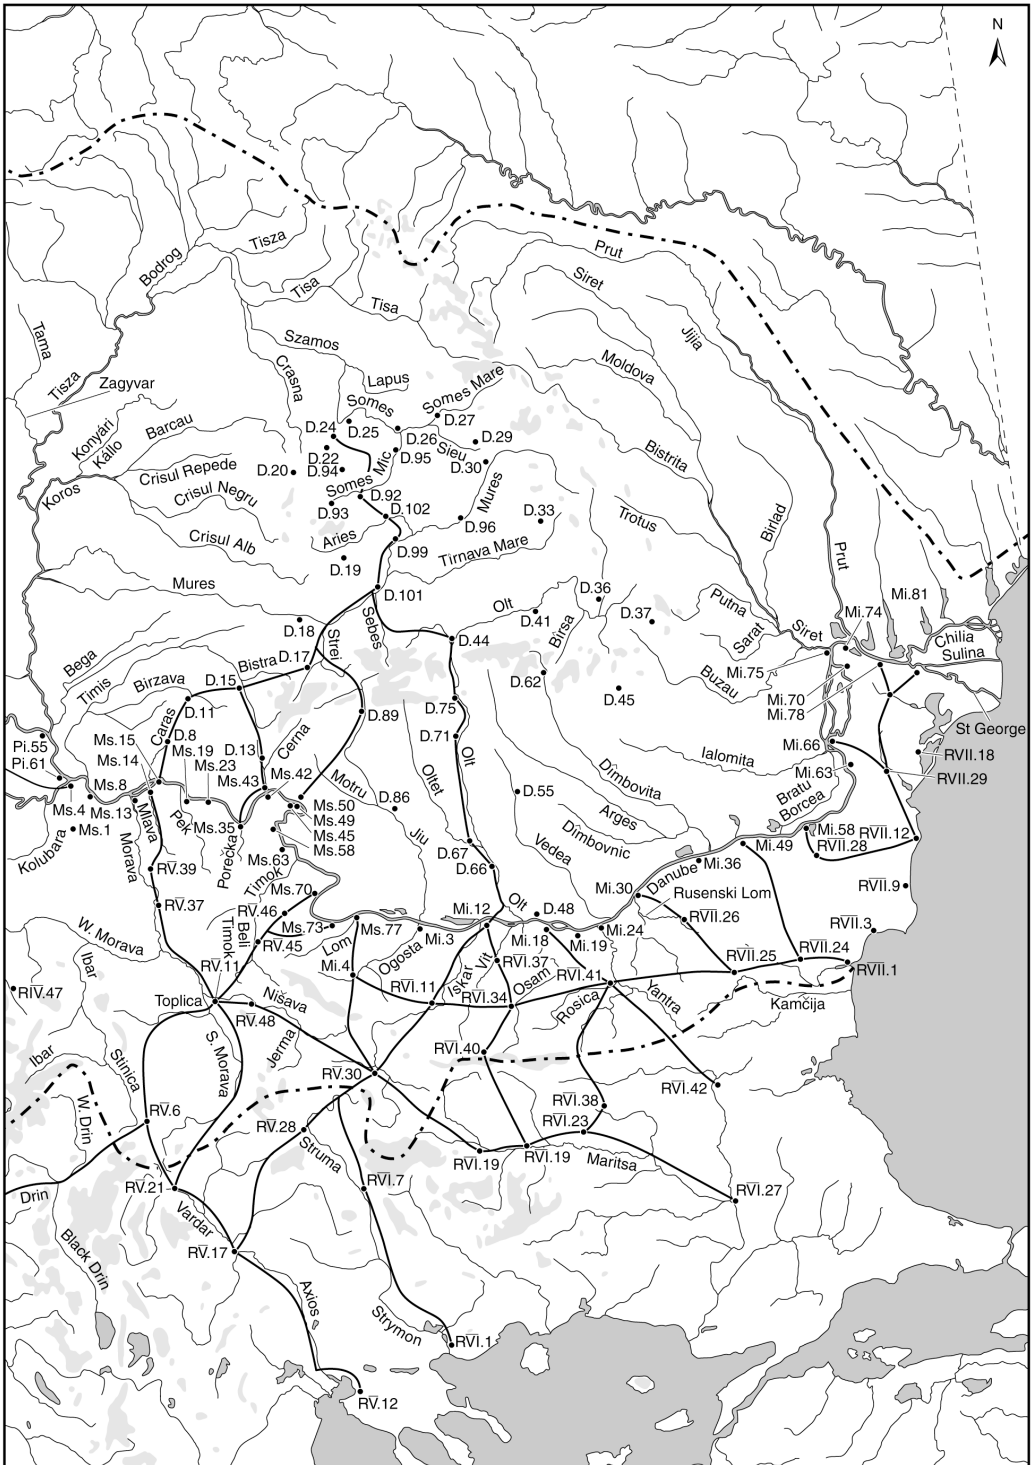 N
Tisza
Bodrog
Tisa
Tisa
Prut
Siret
Jijia
Tarna
Szamos
Moldova
Crasna
Lapus
Tisza
Zagyvar
Somes Mare
Somes
D.27
Konyári
Kálló
Barcau
D.24
D.25
D.26
D.29
Sieu
D.22
D.95
D.30
Bistrita
Crisul Repede
D.20
D.94
Somes Mic
Mures
Koros
Crisul Negru
D.92
D.93
D.102
D.96
D.33
Trotus
Birlad
Crisul Alb
Aries
D.99
Tîrnava Mare
Prut
D.19
Mures
D.101
D.36
Mi.81
Putna
Olt
D.41
D.37
Mi.74
Sebes
Bîrsa
Sarat
Siret
D.18
Strei
D.44
Chilia
Sulina
Bega
Bistra
D.17
Mi.75
Timis
Birzava
D.15
D.62
Buzau
Mi.70
D.45
Mi.78
D.11
D.75
Caras
D.89
St George
Pi.55
Ms.15
D.8
Cerna
D.71
Mi.66
Ms.19
D.13
Olt
Ialomita
RVII.18
Pi.61
Ms.14
Ms.23
Mi.63
Ms.8
Ms.43
Ms.42
Motru
Oltet
Dîmbovita
RVII.29
Bratu
Borcea
D.86
D.55
Ms.4
Ms.13
Ms.50
Ms.49
Arges
Ms.1
Mlava
Pek
Ms.35
Ms.45
Jiu
Dîmbovnic
Mi.58
RVII.12
Kolubara
Morava
Ms.58
Vedea
Mi.49
RVII.28
Porečka
Ms.63
D.67
Mi.36
RV.39
Timok
D.66
Danube
Ms.70
Mi.30
RVII.9
RV.37
RV.46
Olt
Rusenski Lom
Mi.12
D.48
RVII.26
Ms.73
Ms.77
Mi.24
RVII.3
W. Morava
Beli
Timok
RV.45
Lom
Mi.3
Mi.18
Mi.19
RVII.24
Ibar
Ogosta
Vit
RVI.37
RVII.25
RV.11
Mi.4
Iskar
RVI.41
RVII.1
RIV.47
Osam
Toplica
Nišava
RVI.11
RVI.34
Rosica
Yantra
Kamčija
RV.48
S. Morava
Jerma
Ibar
Stinica
RVI.40
RV.30
RVI.42
W. Drin
RV.6
RVI.38
RV.28
RVI.23
Struma
RVI.19
RVI.19
Maritsa
Drin
RV.21
RVI.7
RVI.27
Vardar
RV.17
Black Drin
Axios
Strymon
RVI.1
RV.12